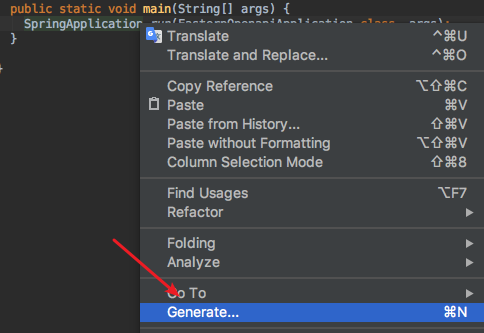 public static void main(String[] args) {
SpringApplication.run(EasternOpenapiApplication.class, args);
}
}
Translate ^⌘U
Translate and Replace... ^⌘O
Copy Reference ⌥⇧⌘C
Paste ⌘V
Paste from History... ⇧⌘V
Paste without Formatting ⌥⇧⌘V
Column Selection Mode ⇧⌘8
Find Usages ⌥F7
Refactor
Folding
Analyze
Go To
Generate... ⌘N